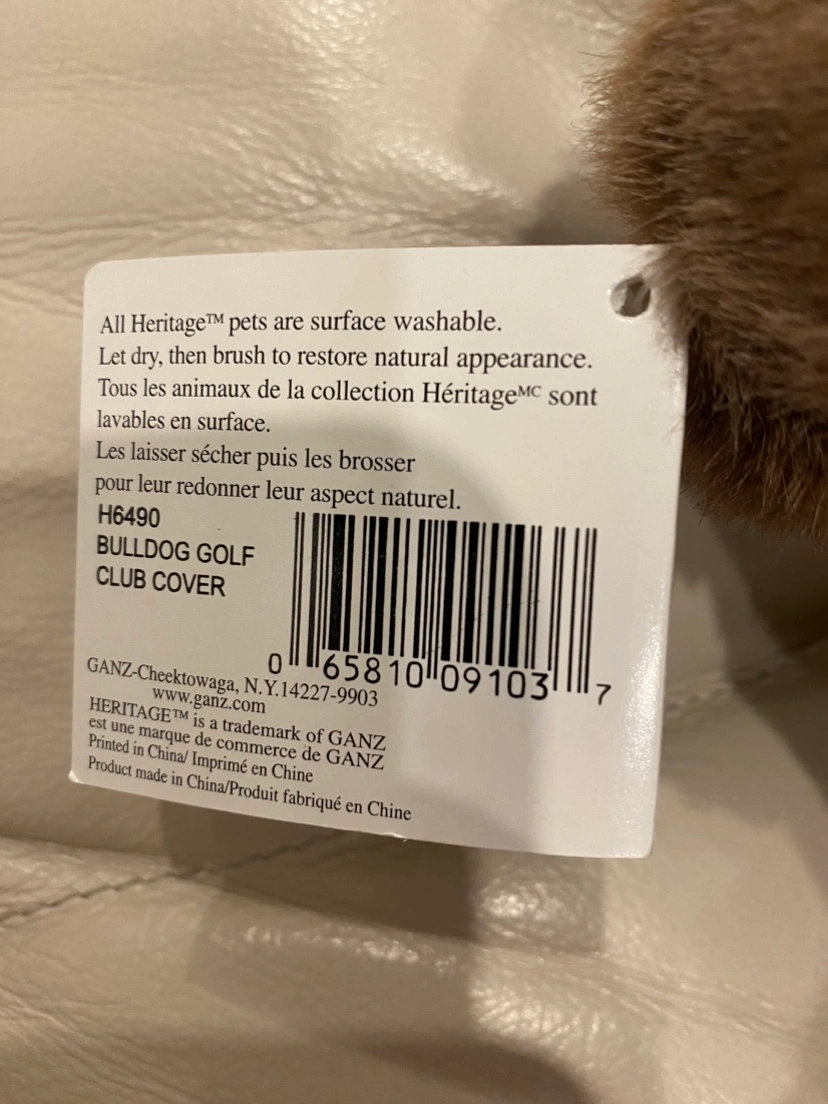 All Heritage™ pets are surface washable.
Let dry, then brush to restore natural appearance.
Tous les animaux de la collection Héritageᴹᶜ sont
lavables en surface.
Les laisser sécher puis les brosser
pour leur redonner leur aspect naturel.
H6490
BULLDOG GOLF
CLUB COVER
0 65810 09103 7
GANZ-Cheektowaga, N.Y.14227-9903
www.ganz.com
HERITAGE™ is a trademark of GANZ
est une marque de commerce de GANZ
Printed in China/ Imprimé en Chine
Product made in China/Produit fabriqué en Chine